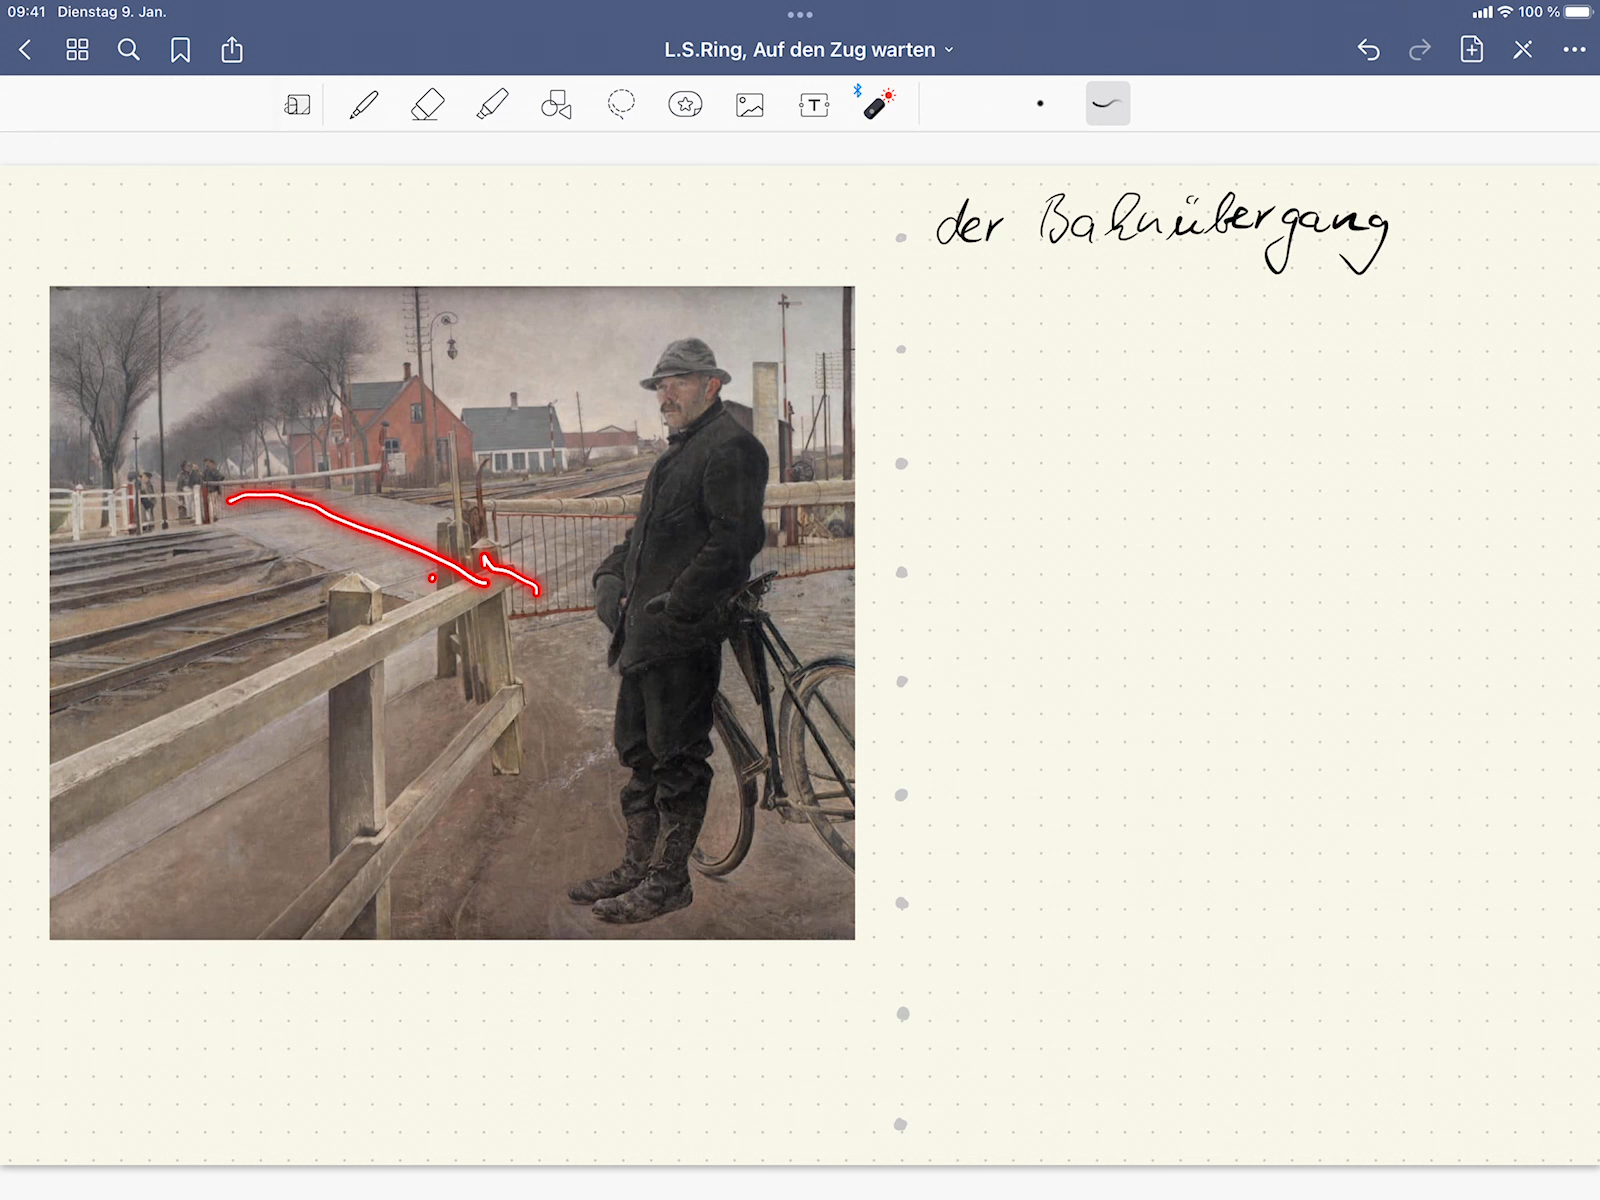 09:41 Dienstag 9. Jan.
100 %
L.S.Ring, Auf den Zug warten
a
T
der Bahnübergang